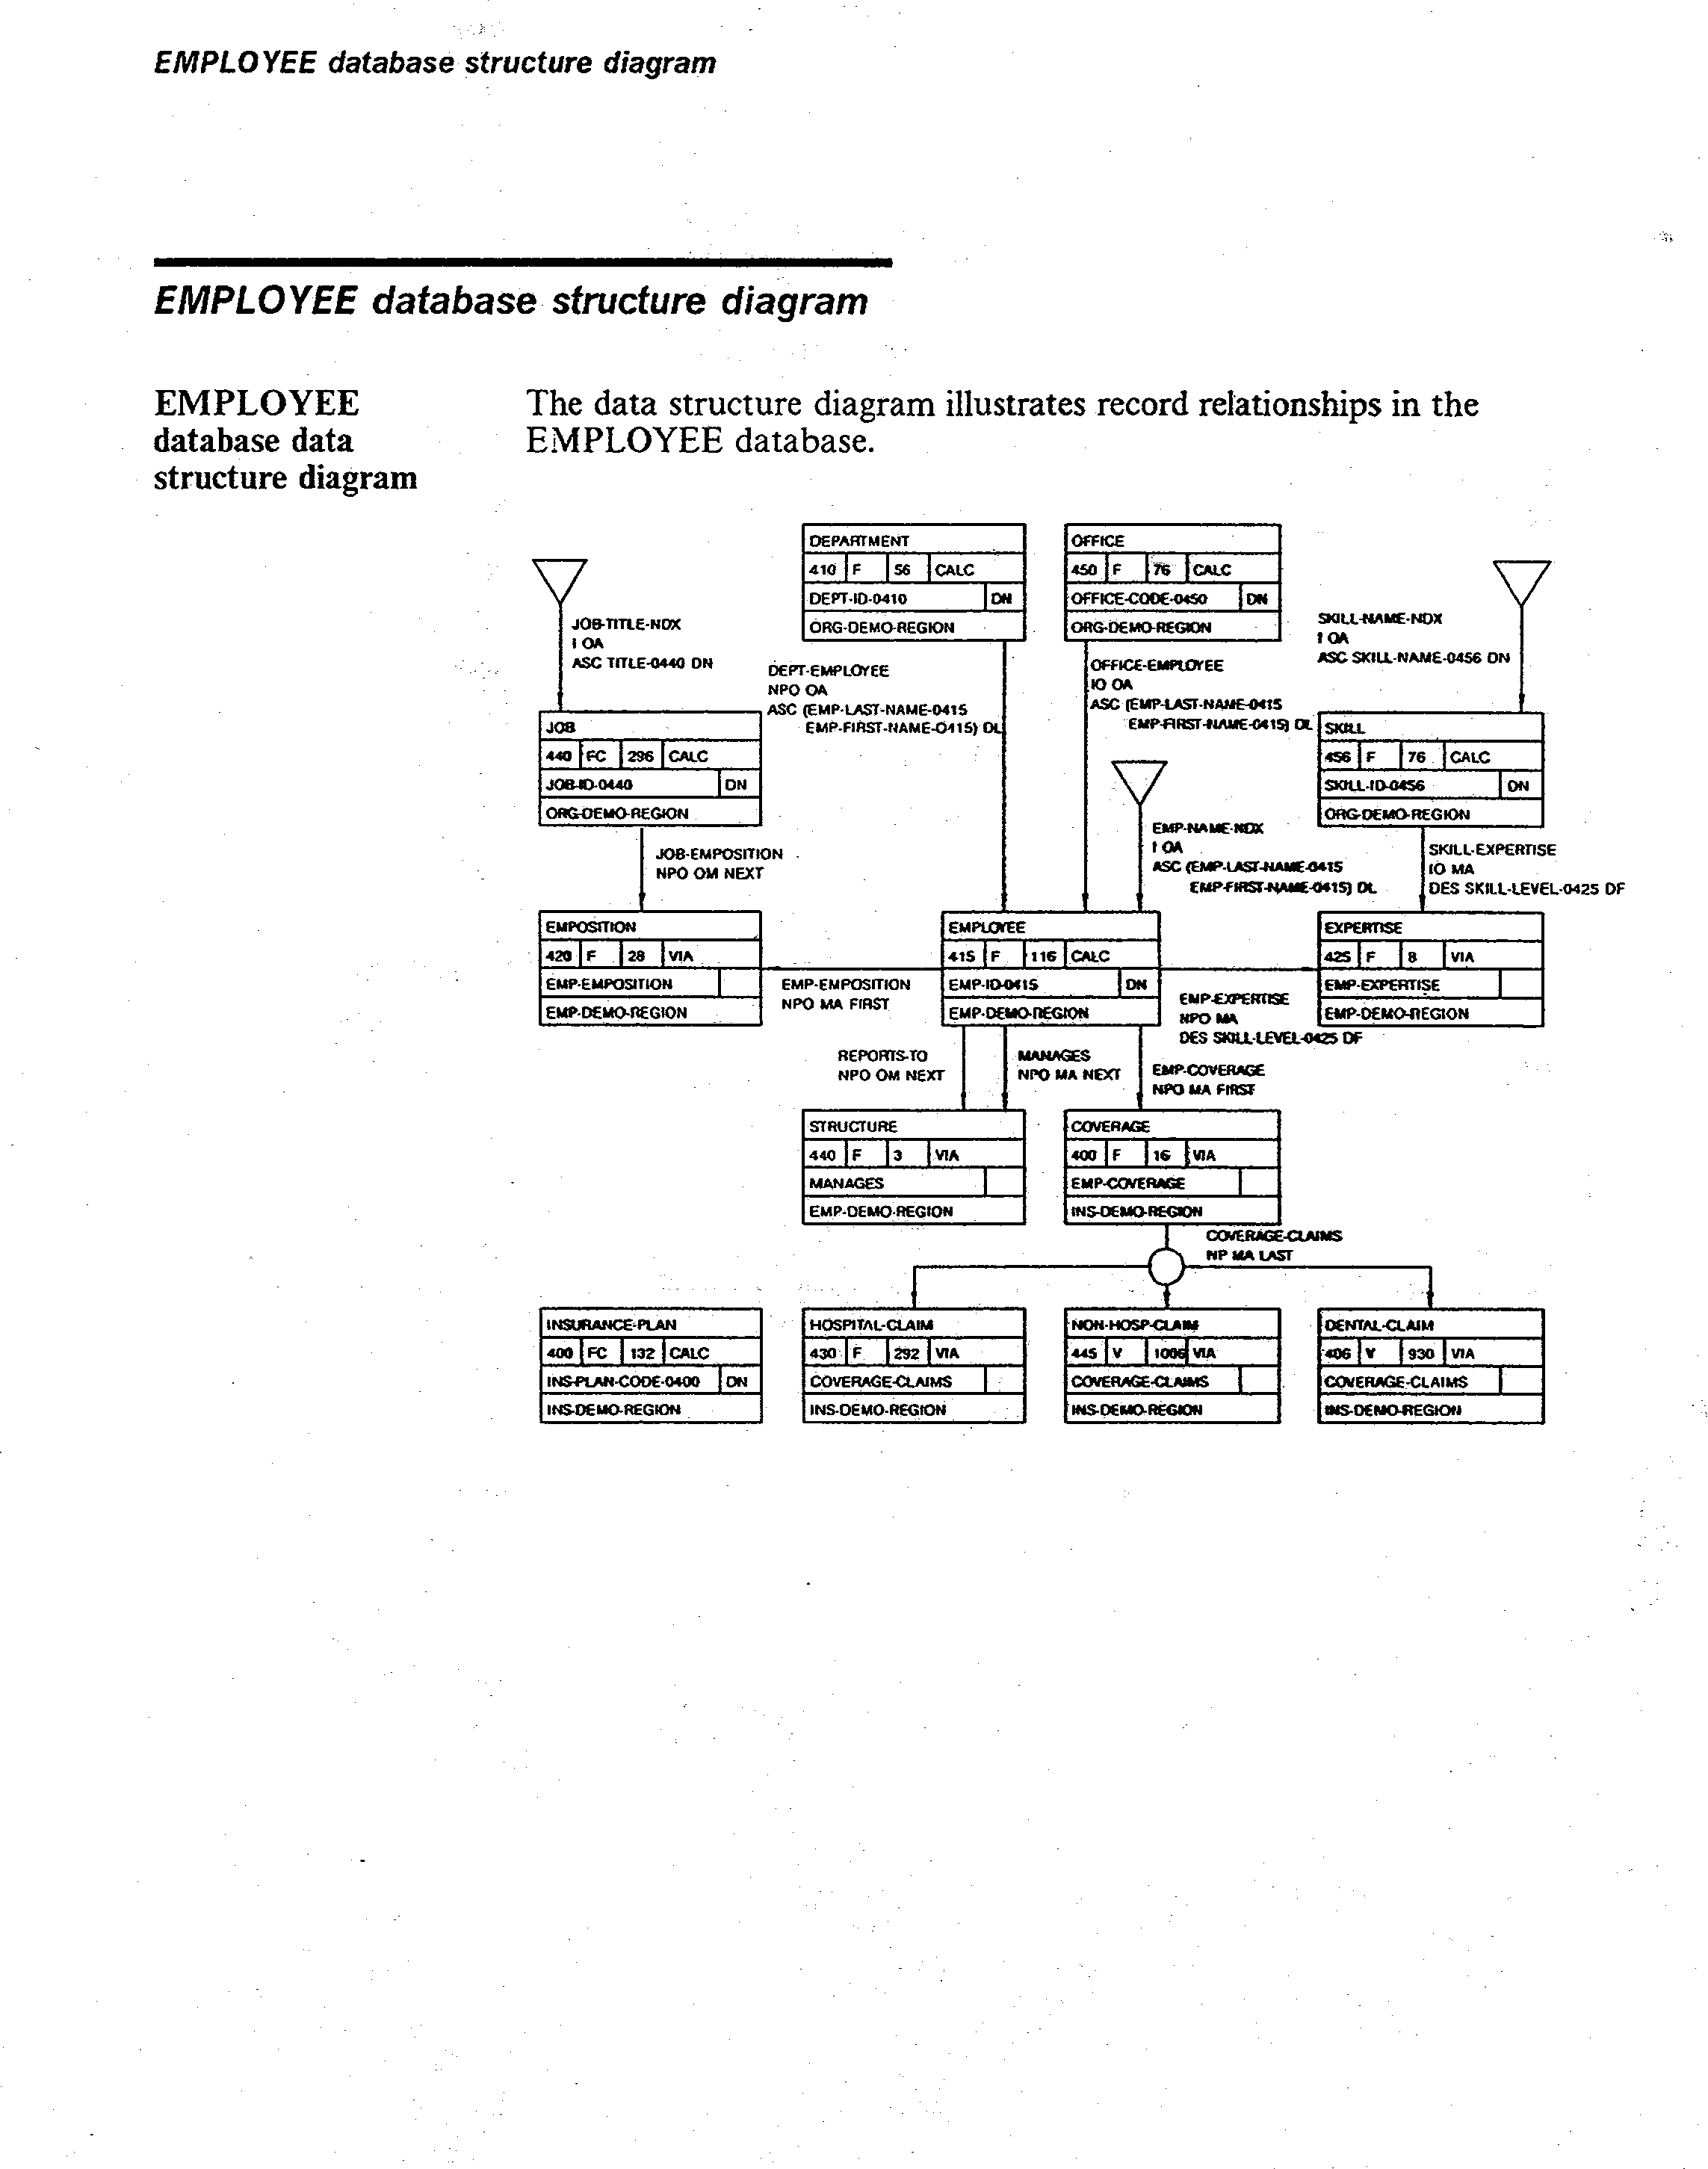 EMPLOYEE database structure diagram
EMPLOYEE database structure diagram
EMPLOYEE
database data
structure diagram
The data structure diagram illustrates record relationships in the
EMPLOYEE database.
DEPARTMENT
410 F 56 CALC
DEPT-ID-0410 DN
ORG-DEMO-REGION
OFFICE
450 F 76 CALC
OFFICE-CODE-0450 DN
ORG-DEMO-REGION
JOB-TITLE-NDX
I OA
ASC TITLE-0440 DN
SKILL-NAME-NDX
I OA
ASC SKILL-NAME-0456 DN
DEPT-EMPLOYEE
NPO OA
ASC (EMP-LAST-NAME-0415
EMP-FIRST-NAME-0415) DL
OFFICE-EMPLOYEE
IO OA
ASC (EMP-LAST-NAME-0415
EMP-FIRST-NAME-0415) DL
JOB
440 FC 296 CALC
JOB-ID-0440 DN
ORG-DEMO-REGION
SKILL
456 F 76 CALC
SKILL-ID-0456 DN
ORG-DEMO-REGION
EMP-NAME-NDX
I OA
ASC (EMP-LAST-NAME-0415
EMP-FIRST-NAME-0415) DL
JOB-EMPOSITION
NPO OM NEXT
SKILL-EXPERTISE
IO MA
DES SKILL-LEVEL-0425 DF
EMPOSITION
420 F 28 VIA
EMP-EMPOSITION
EMP-DEMO-REGION
EMP-EMPOSITION
NPO MA FIRST
EMPLOYEE
415 F 116 CALC
EMP-ID-0415 DN
EMP-DEMO-REGION
EMP-EXPERTISE
NPO MA
DES SKILL-LEVEL-0425 DF
EXPERTISE
425 F 8 VIA
EMP-EXPERTISE
EMP-DEMO-REGION
REPORTS-TO
NPO OM NEXT
MANAGES
NPO MA NEXT
EMP-COVERAGE
NPO MA FIRST
STRUCTURE
440 F 3 VIA
MANAGES
EMP-DEMO-REGION
COVERAGE
400 F 16 VIA
EMP-COVERAGE
INS-DEMO-REGION
COVERAGE-CLAIMS
NP MA LAST
INSURANCE-PLAN
400 FC 132 CALC
INS-PLAN-CODE-0400 DN
INS-DEMO-REGION
HOSPITAL-CLAIM
430 F 292 VIA
COVERAGE-CLAIMS
INS-DEMO-REGION
NON-HOSP-CLAIM
445 V 1006 VIA
COVERAGE-CLAIMS
INS-DEMO-REGION
DENTAL-CLAIM
406 V 930 VIA
COVERAGE-CLAIMS
INS-DEMO-REGION